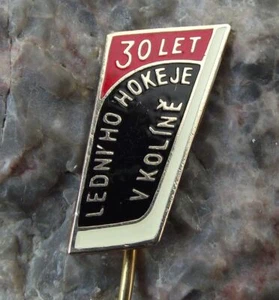 30 LET
LEDNÍHO HOKEJE
V KOLÍNĚ